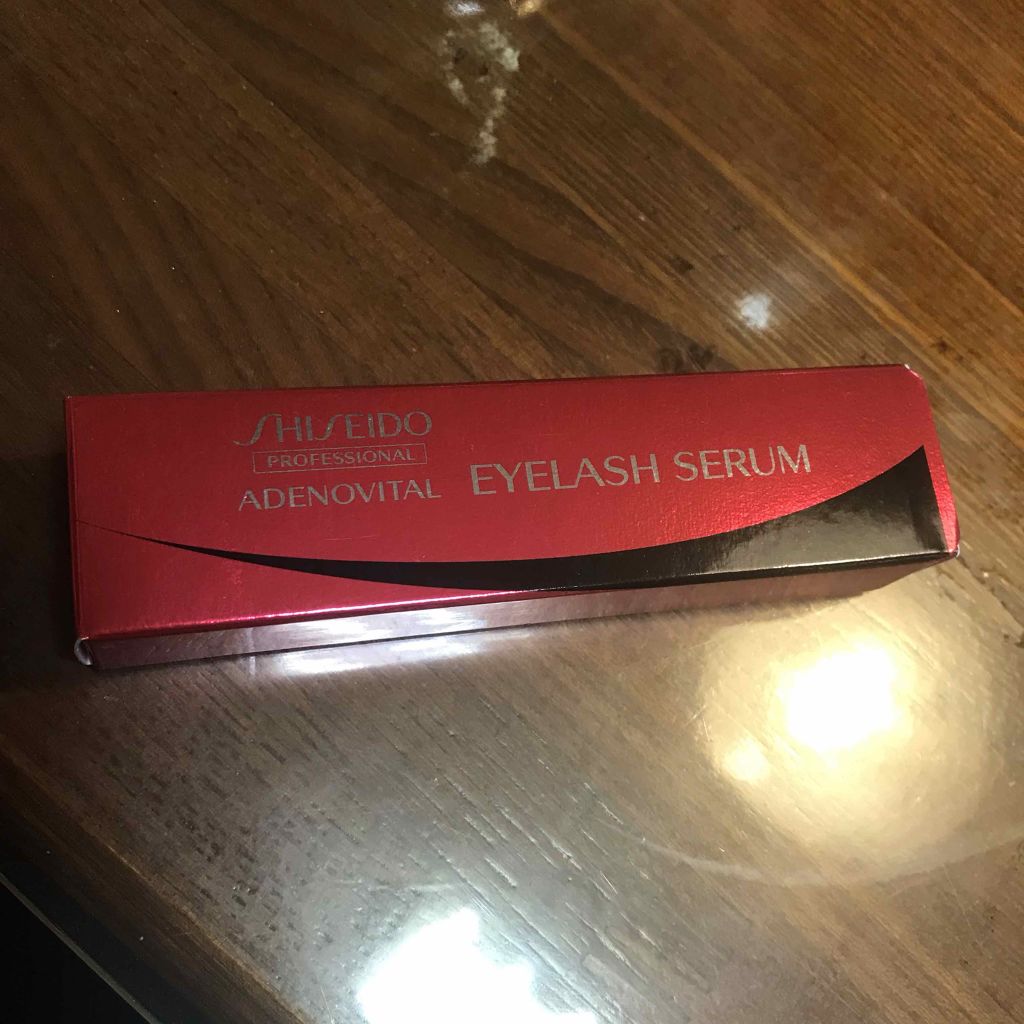 SHISEIDO
PROFESSIONAL
ADENOVITAL
EYELASH SERUM